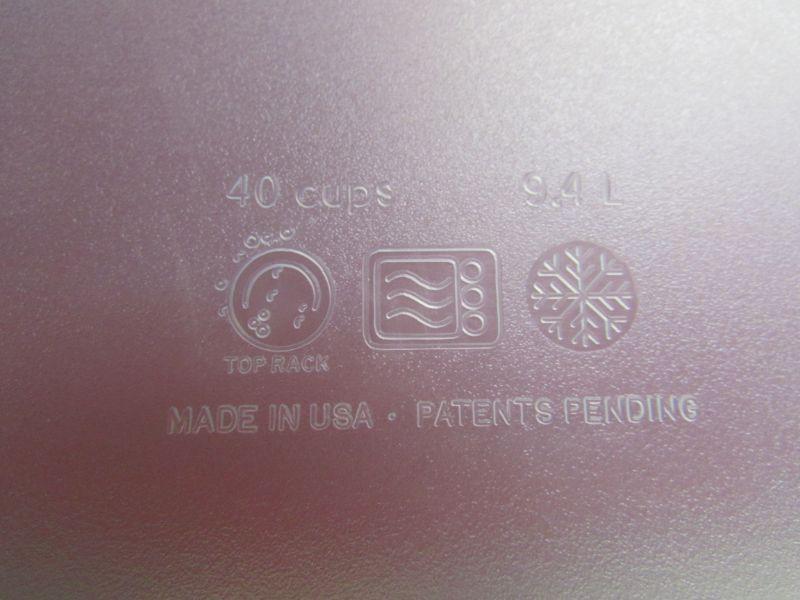 40 cups 9.4 L
TOP RACK
MADE IN USA · PATENTS PENDING